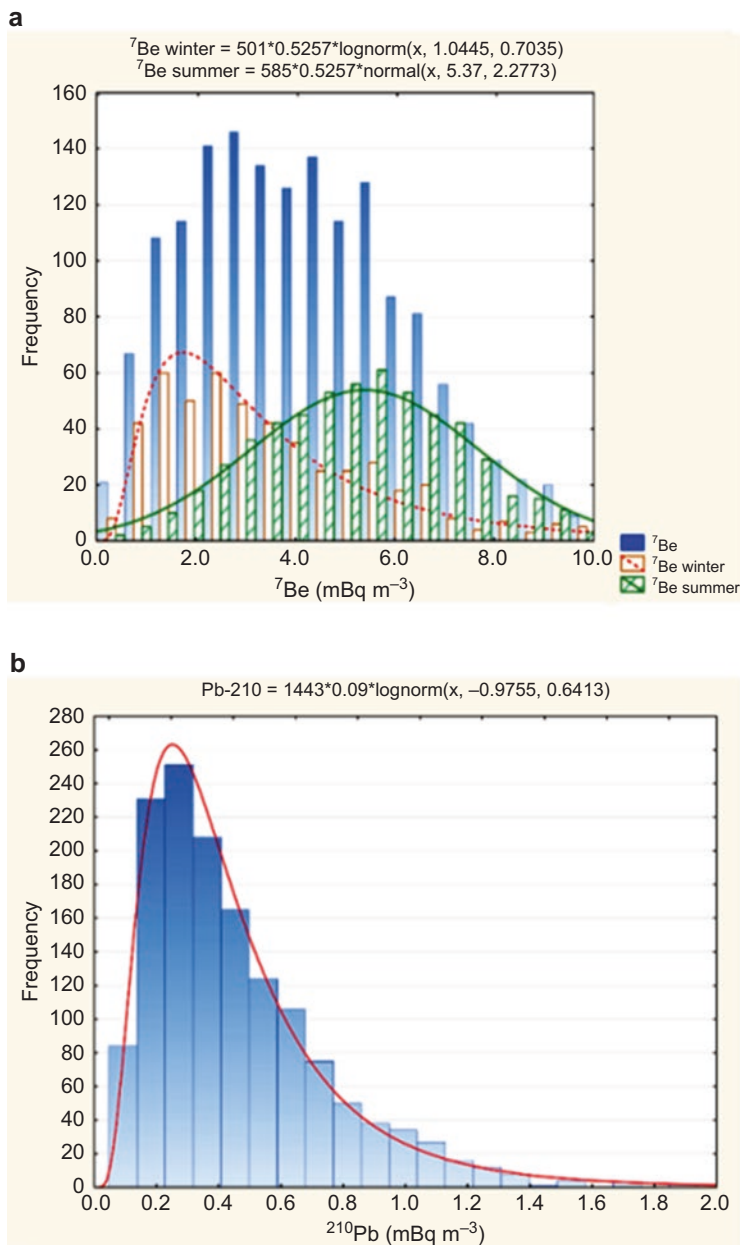 a
⁷Be winter = 501*0.5257*lognorm(x, 1.0445, 0.7035)
⁷Be summer = 585*0.5257*normal(x, 5.37, 2.2773)
160
140
120
100
80
60
40
20
0
Frequency
0.0 2.0 4.0 6.0 8.0 10.0
⁷Be (mBq m⁻³)
⁷Be
⁷Be winter
⁷Be summer
b
Pb-210 = 1443*0.09*lognorm(x, –0.9755, 0.6413)
280
260
240
220
200
180
160
140
120
100
80
60
40
20
0
Frequency
0.0 0.2 0.4 0.6 0.8 1.0 1.2 1.4 1.6 1.8 2.0
²¹⁰Pb (mBq m⁻³)